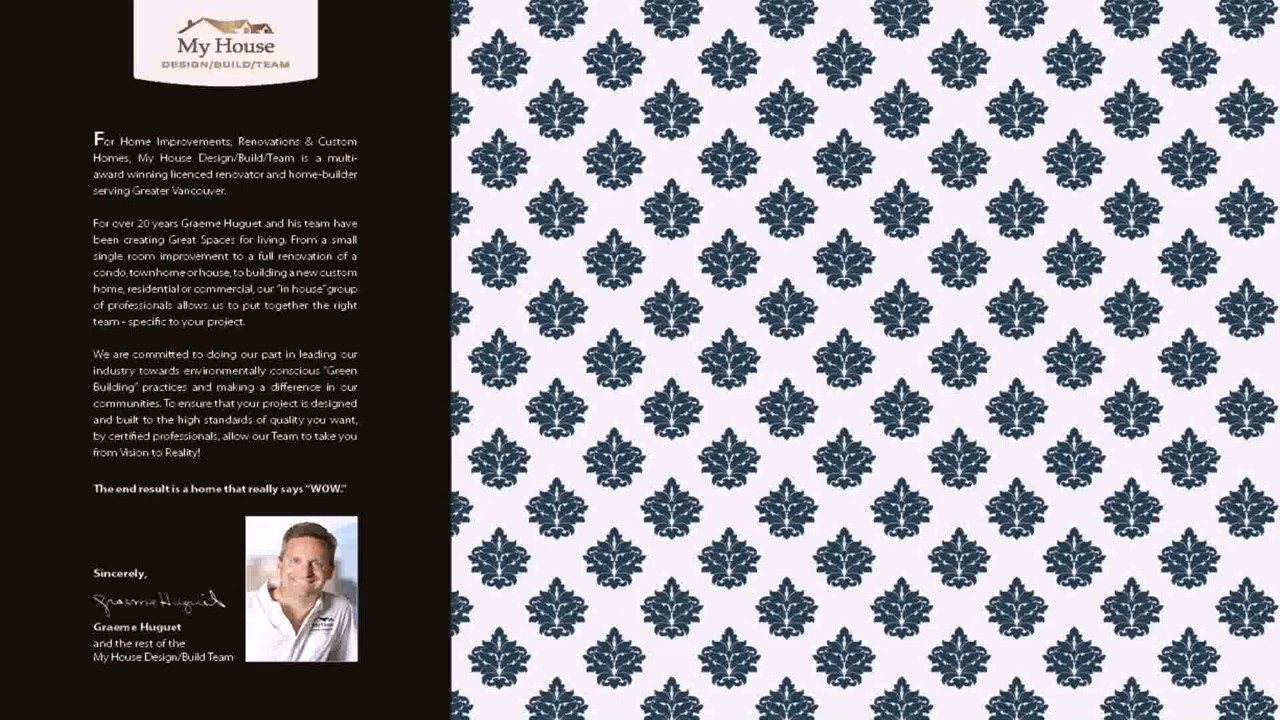 My House
DESIGN/BUILD/TEAM
For Home Improvements, Renovations & Custom
Homes, My House Design/Build/Team is a multi-
award winning licenced renovator and home-builder
serving Greater Vancouver.
For over 20 years Graeme Huguet and his team have
been creating Great Spaces for living. From a small
single room improvement to a full renovation of a
condo, townhome or house, to building a new custom
home, residential or commercial, our "in house" group
of professionals allows us to put together the right
team - specific to your project.
We are committed to doing our part in leading our
industry towards environmentally conscious "Green
Building" practices and making a difference in our
communities. To ensure that your project is designed
and built to the high standards of quality you want,
by certified professionals, allow our Team to take you
from Vision to Reality!
The end result is a home that really says "WOW."
Sincerely,
Graeme Huguet
Graeme Huguet
and the rest of the
My House Design/Build Team